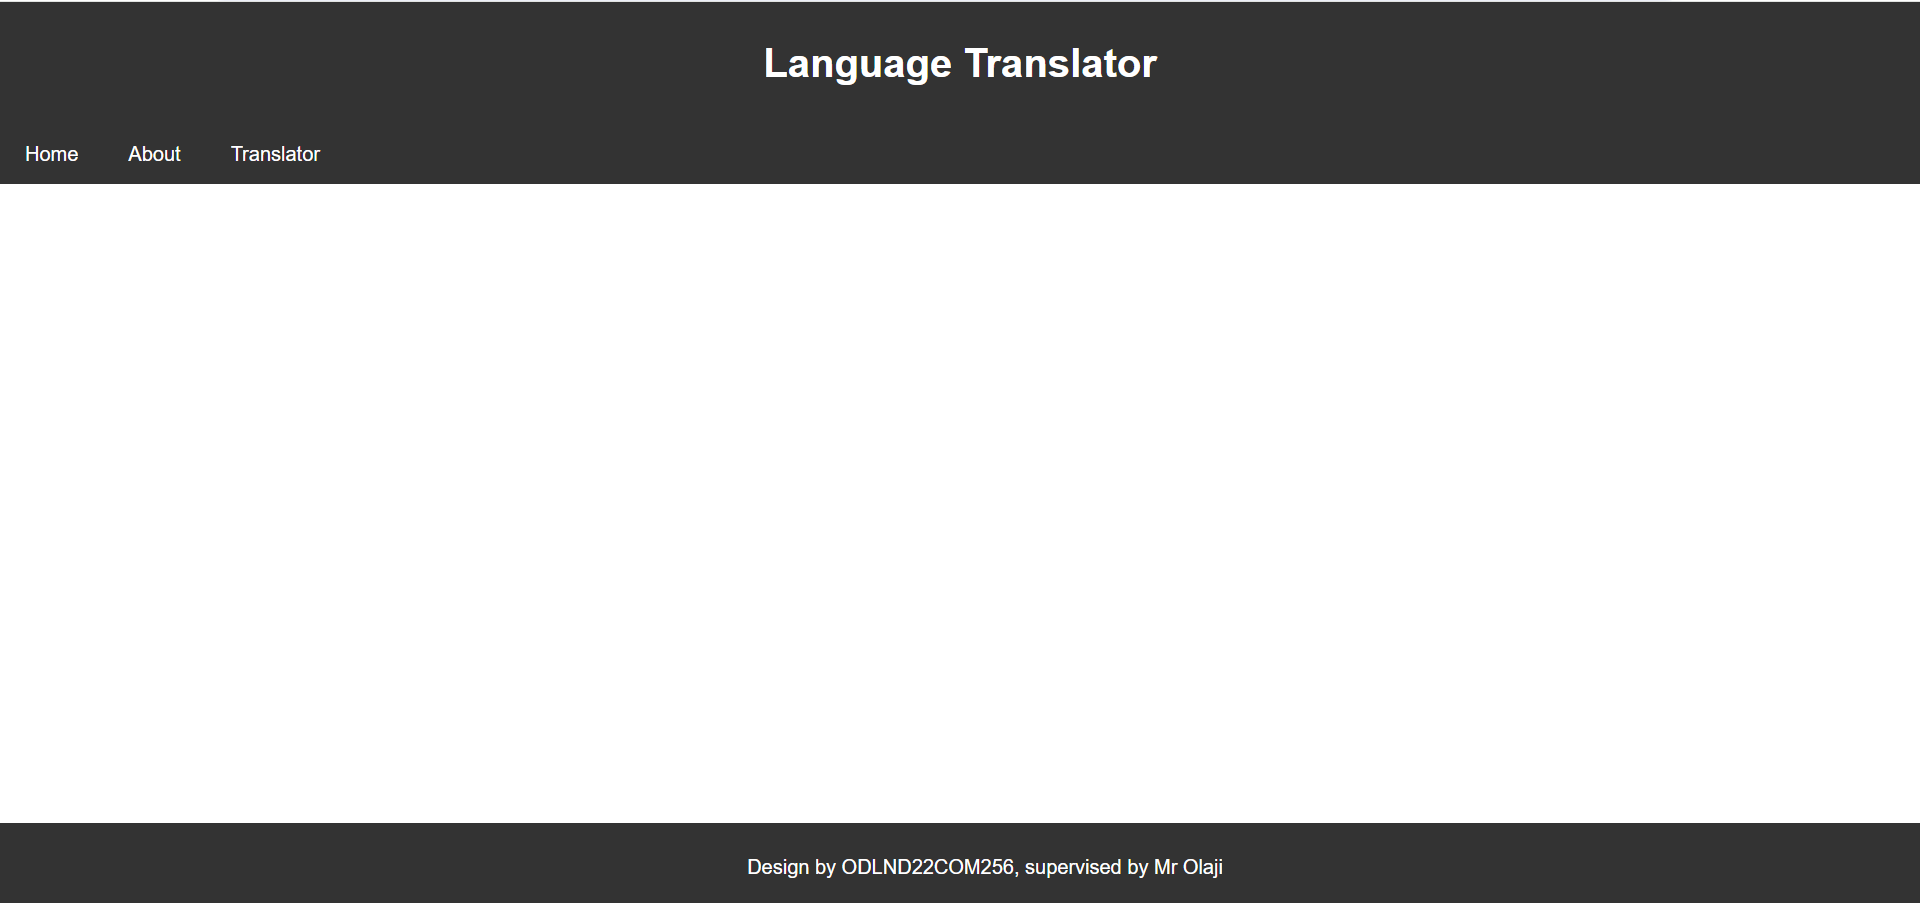 Language Translator
Home About Translator
Design by ODLND22COM256, supervised by Mr Olaji